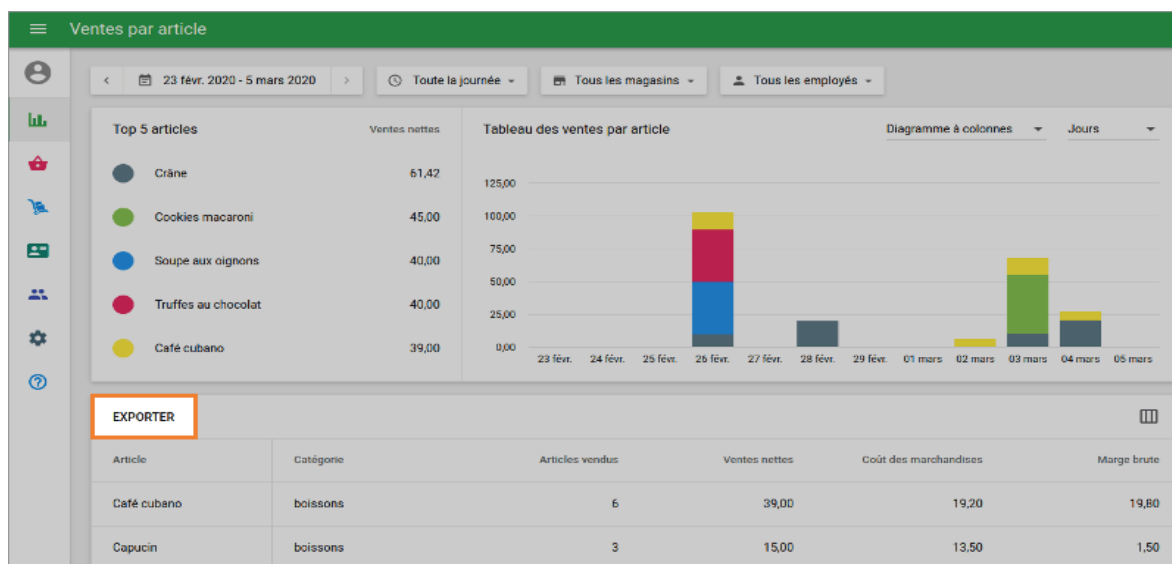 Ventes par article
23 févr. 2020 - 5 mars 2020
Toute la journée
Tous les magasins
Tous les employés
Top 5 articles
Ventes nettes
Crâne
61,42
Cookies macaroni
45,00
Soupe aux oignons
40,00
Truffes au chocolat
40,00
Café cubano
39,00
Tableau des ventes par article
Diagramme à colonnes
Jours
125,00
100,00
75,00
50,00
25,00
0,00
23 févr. 24 févr. 25 févr. 26 févr. 27 févr. 28 févr. 29 févr. 01 mars 02 mars 03 mars 04 mars 05 mars
EXPORTER
Article Catégorie Articles vendus Ventes nettes Coût des marchandises Marge brute
Café cubano boissons 6 39,00 19,20 19,80
Capucin boissons 3 15,00 13,50 1,50